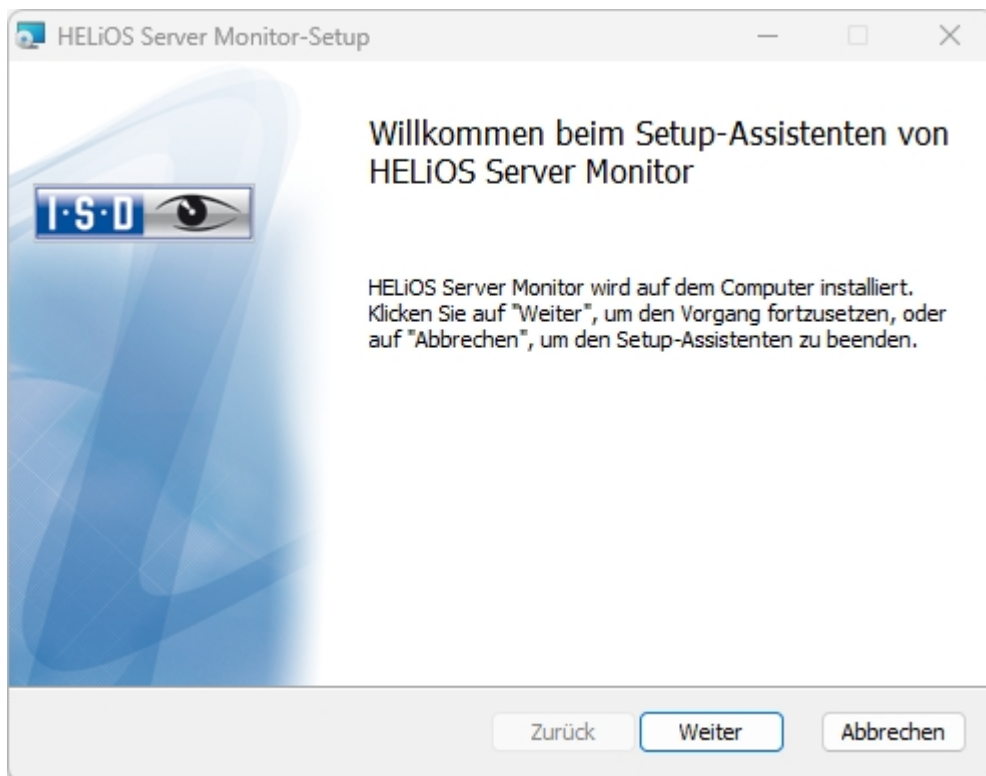 HELiOS Server Monitor-Setup
Willkommen beim Setup-Assistenten von
HELiOS Server Monitor
I·S·D
HELiOS Server Monitor wird auf dem Computer installiert.
Klicken Sie auf "Weiter", um den Vorgang fortzusetzen, oder
auf "Abbrechen", um den Setup-Assistenten zu beenden.
Zurück Weiter Abbrechen